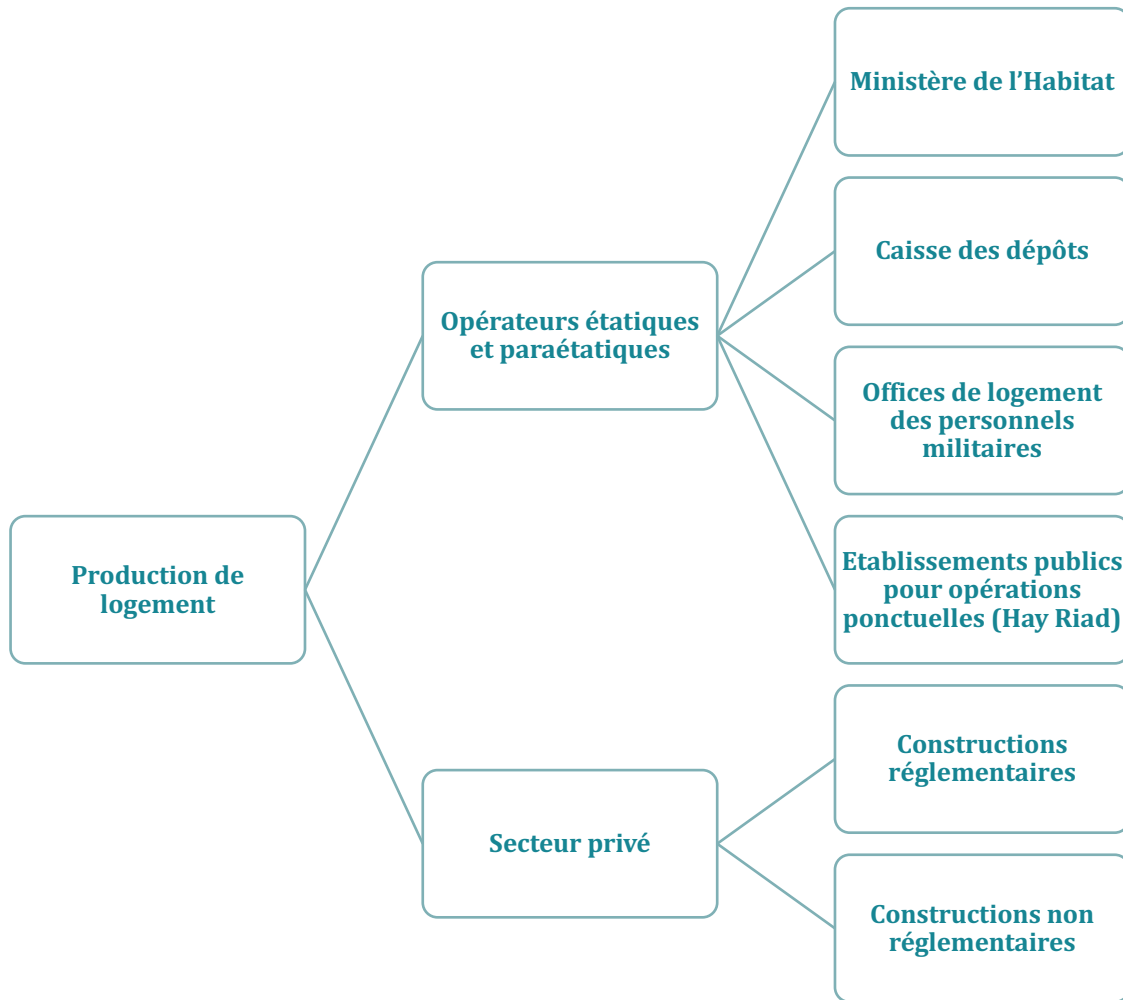 Ministère de l’Habitat
Caisse des dépôts
Opérateurs étatiques
et paraétatiques
Offices de logement
des personnels
militaires
Etablissements publics
pour opérations
ponctuelles (Hay Riad)
Production de
logement
Constructions
réglementaires
Secteur privé
Constructions non
réglementaires